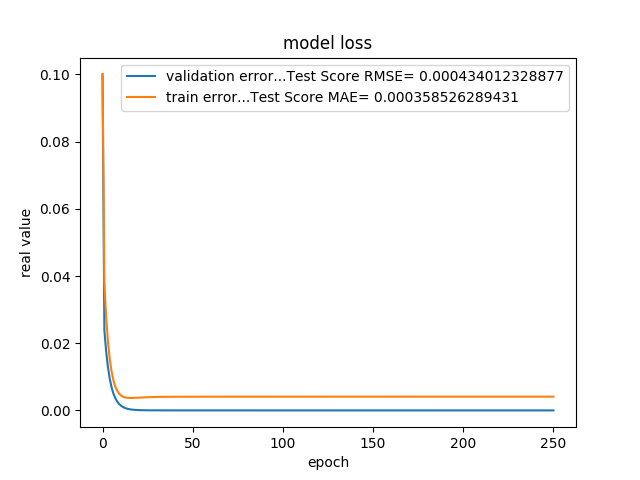 model loss
validation error...Test Score RMSE= 0.000434012328877
train error...Test Score MAE= 0.000358526289431
0.10
0.08
0.06
0.04
0.02
0.00
real value
0 50 100 150 200 250
epoch